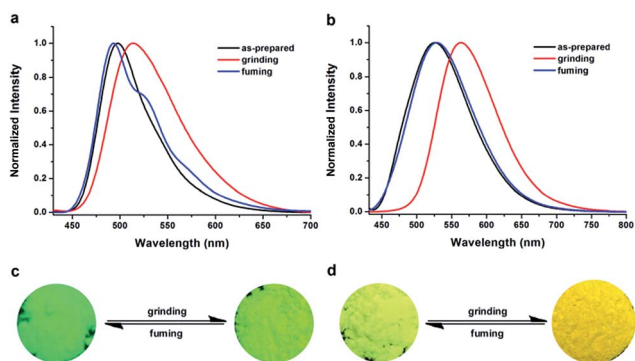 a
as-prepared
grinding
fuming
Normalized Intensity
1.0
0.8
0.6
0.4
0.2
0.0
450 500 550 600 650 700
Wavelength (nm)
b
as-prepared
grinding
fuming
Normalized Intensity
1.0
0.8
0.6
0.4
0.2
0.0
450 500 550 600 650 700 750 800
Wavelength (nm)
c
grinding
fuming
d
grinding
fuming